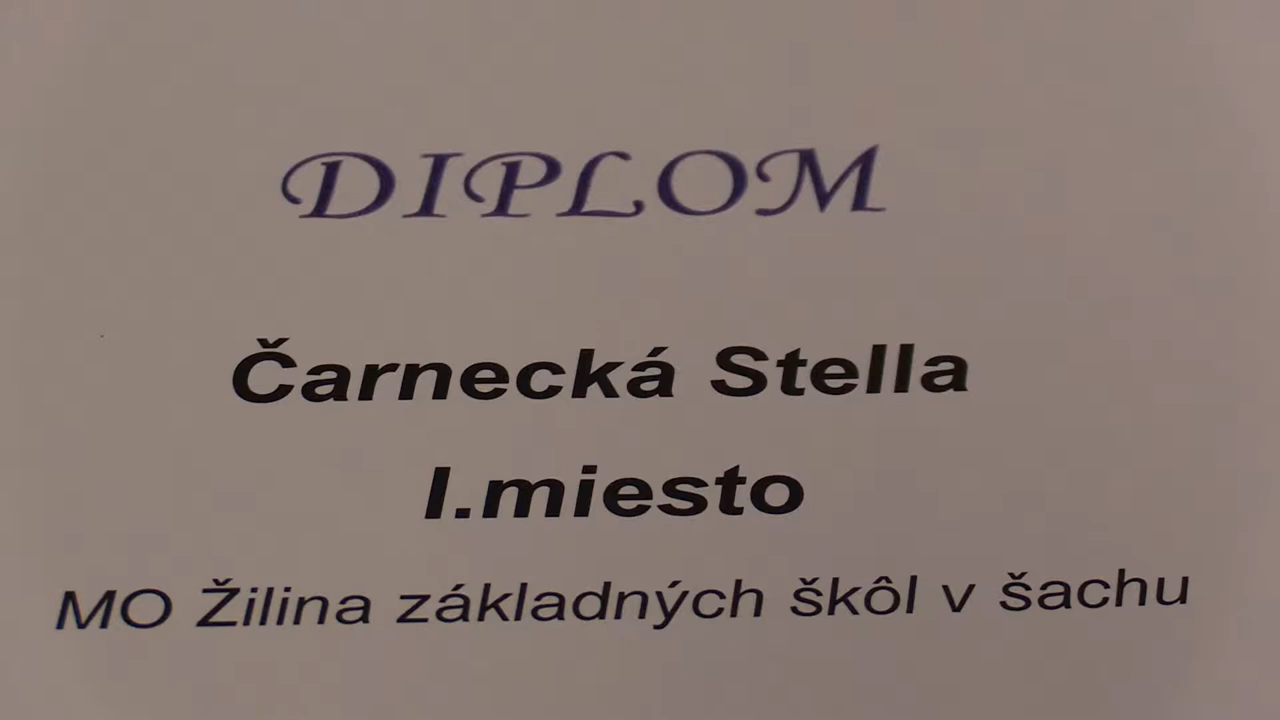 DIPLOM
Čarnecká Stella
I.miesto
MO Žilina základných škôl v šachu